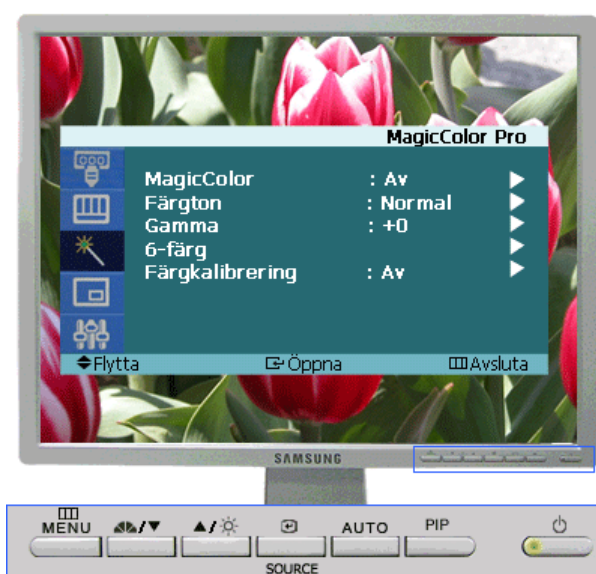 MagicColor Pro
MagicColor : Av
Färgton : Normal
Gamma : +0
6-färg
Färgkalibrering : Av
Flytta Öppna Avsluta
SAMSUNG
MENU / / AUTO PIP
SOURCE